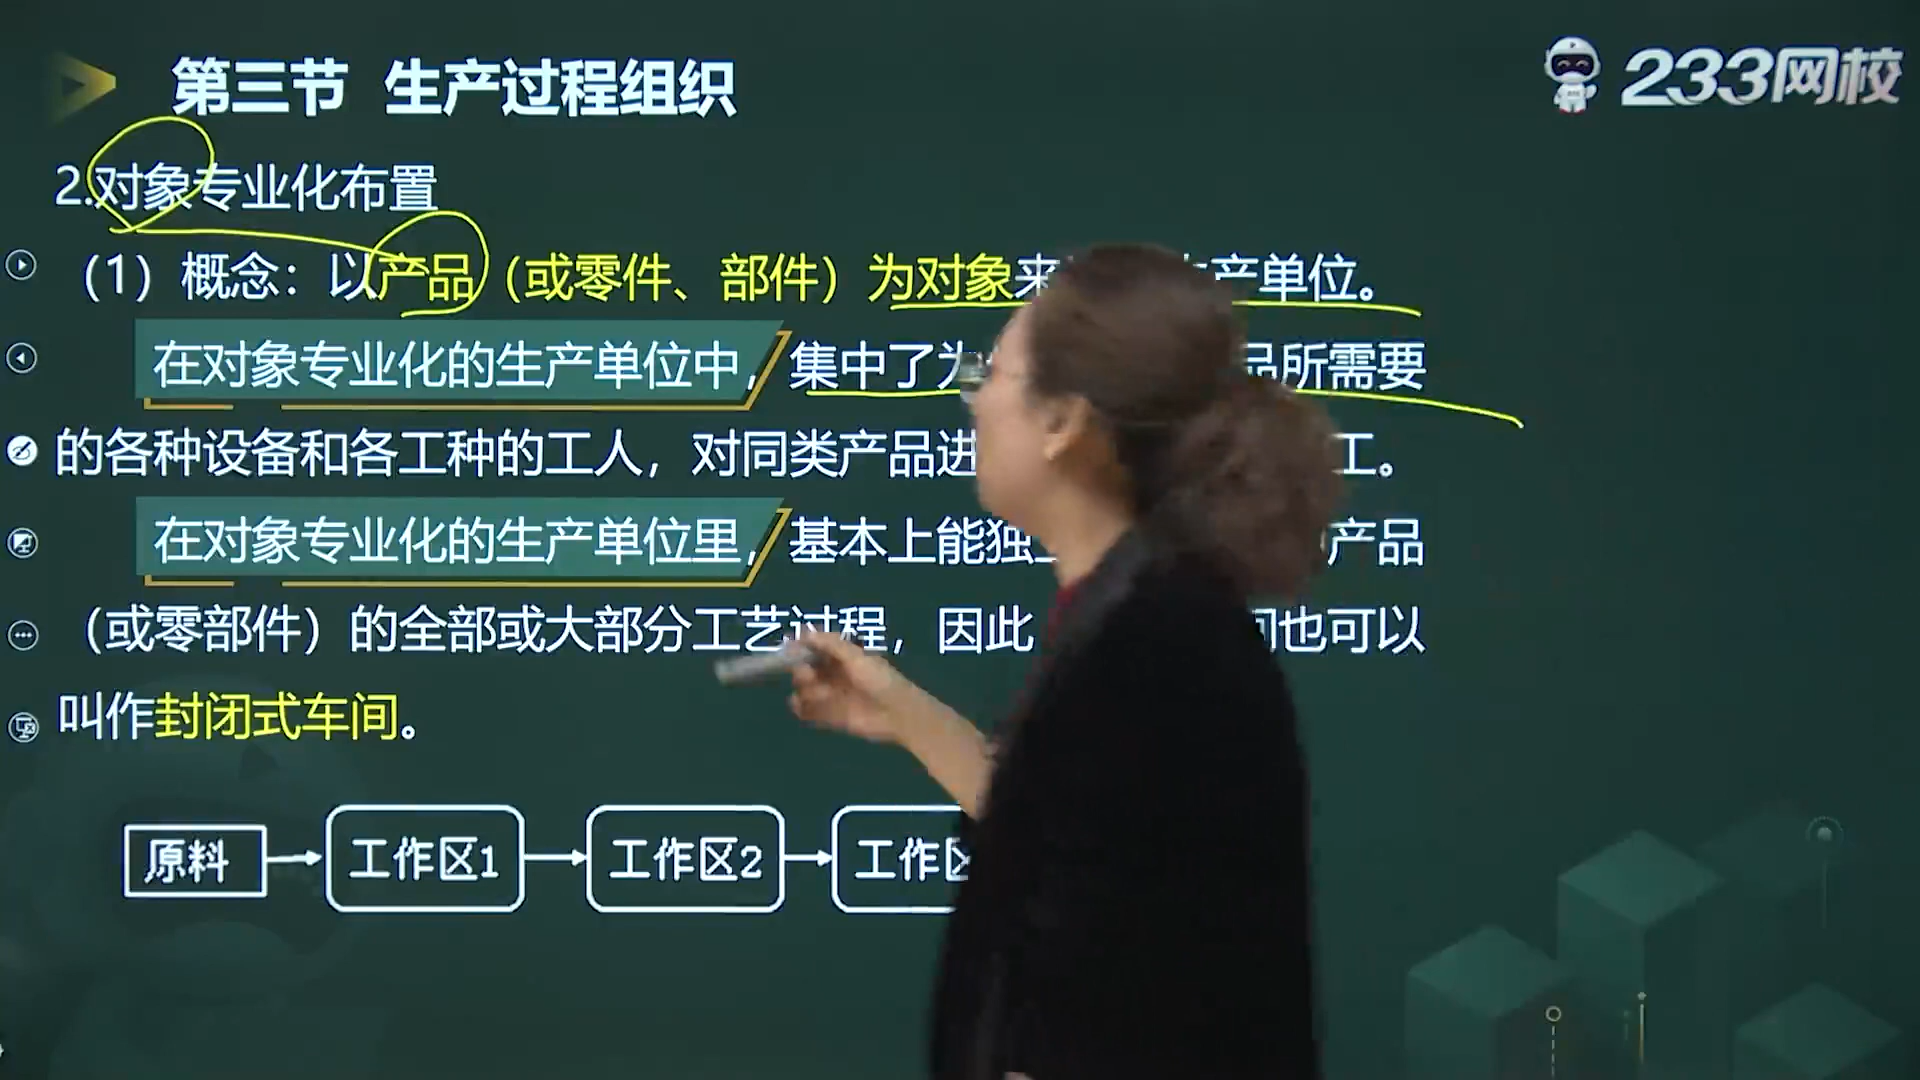 第三节 生产过程组织
233网校
2.对象专业化布置
（1）概念：以产品（或零件、部件）为对象来 产单位。
在对象专业化的生产单位中，集中了为 品所需要
的各种设备和各工种的工人，对同类产品进 工。
在对象专业化的生产单位里，基本上能独 产品
（或零部件）的全部或大部分工艺过程，因此 间也可以
叫作封闭式车间。
原料 工作区1 工作区2 工作区